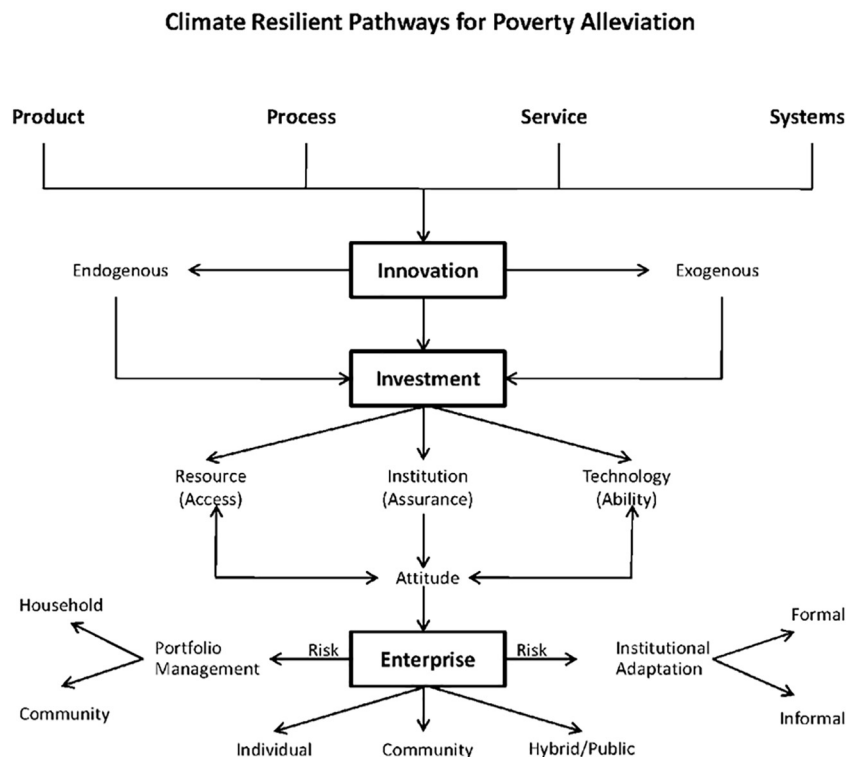 Climate Resilient Pathways for Poverty Alleviation
Product
Process
Service
Systems
Endogenous
Innovation
Exogenous
Investment
Resource
(Access)
Institution
(Assurance)
Technology
(Ability)
Attitude
Household
Portfolio
Management
Community
Risk
Enterprise
Risk
Institutional
Adaptation
Formal
Informal
Individual
Community
Hybrid/Public